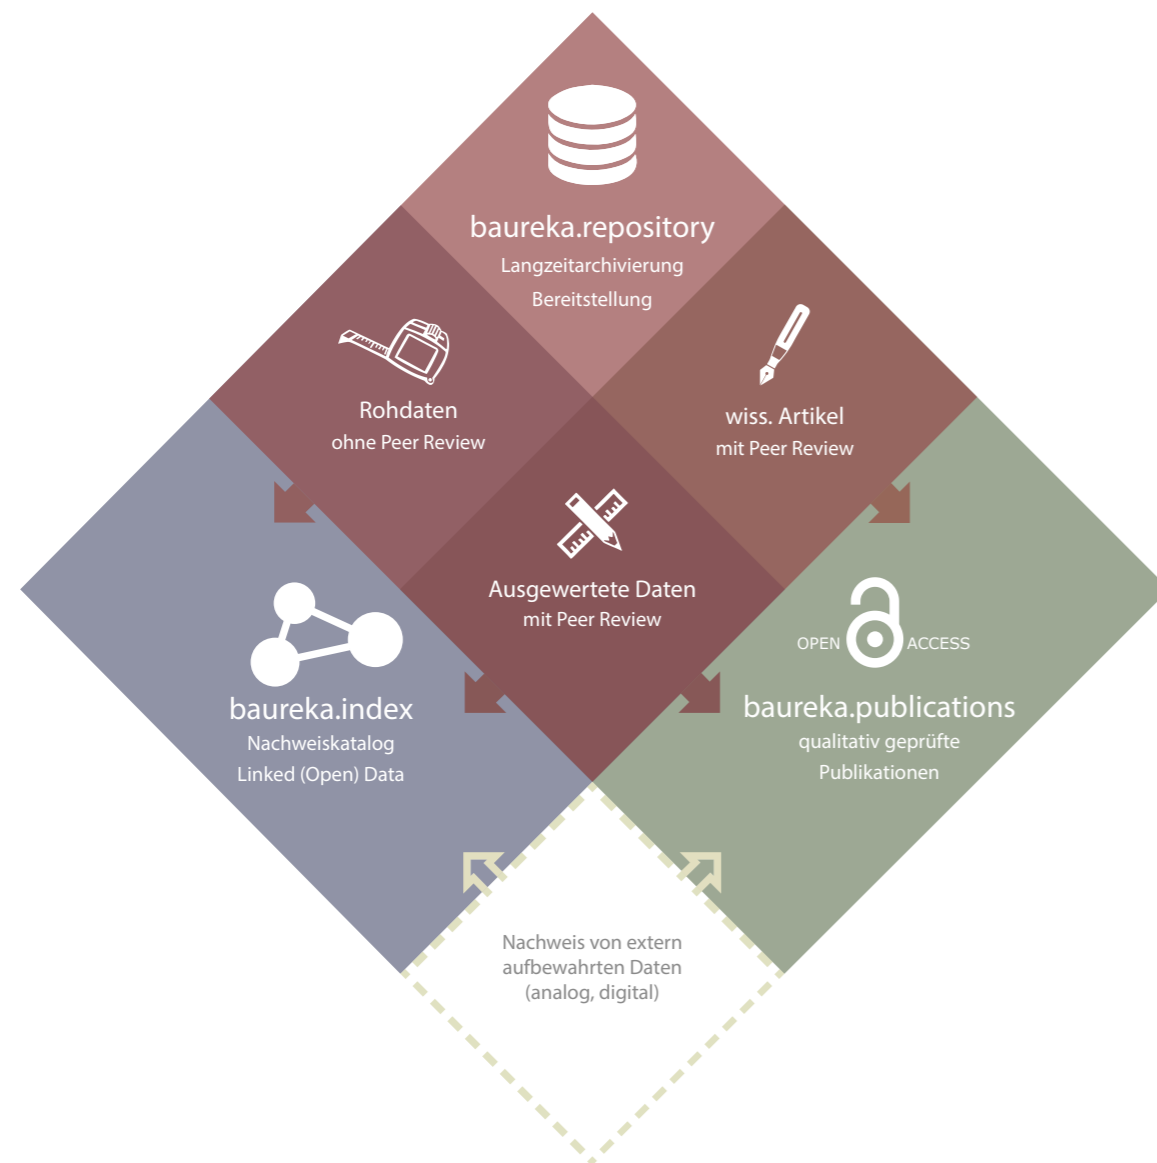 baureka.repository
Langzeitarchivierung
Bereitstellung
Rohdaten
ohne Peer Review
wiss. Artikel
mit Peer Review
Ausgewertete Daten
mit Peer Review
baureka.index
Nachweiskatalog
Linked (Open) Data
OPEN ACCESS
baureka.publications
qualitativ geprüfte
Publikationen
Nachweis von extern
aufbewahrten Daten
(analog, digital)